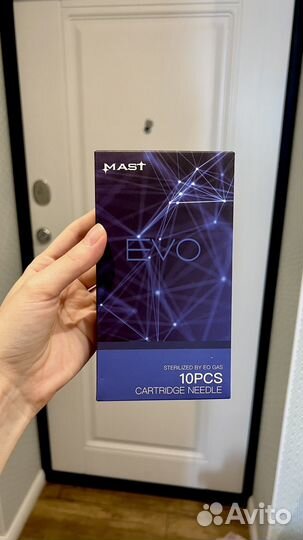 MAST
EVO
STERILIZED BY EO GAS
10PCS
CARTRIDGE NEEDLE
Avito